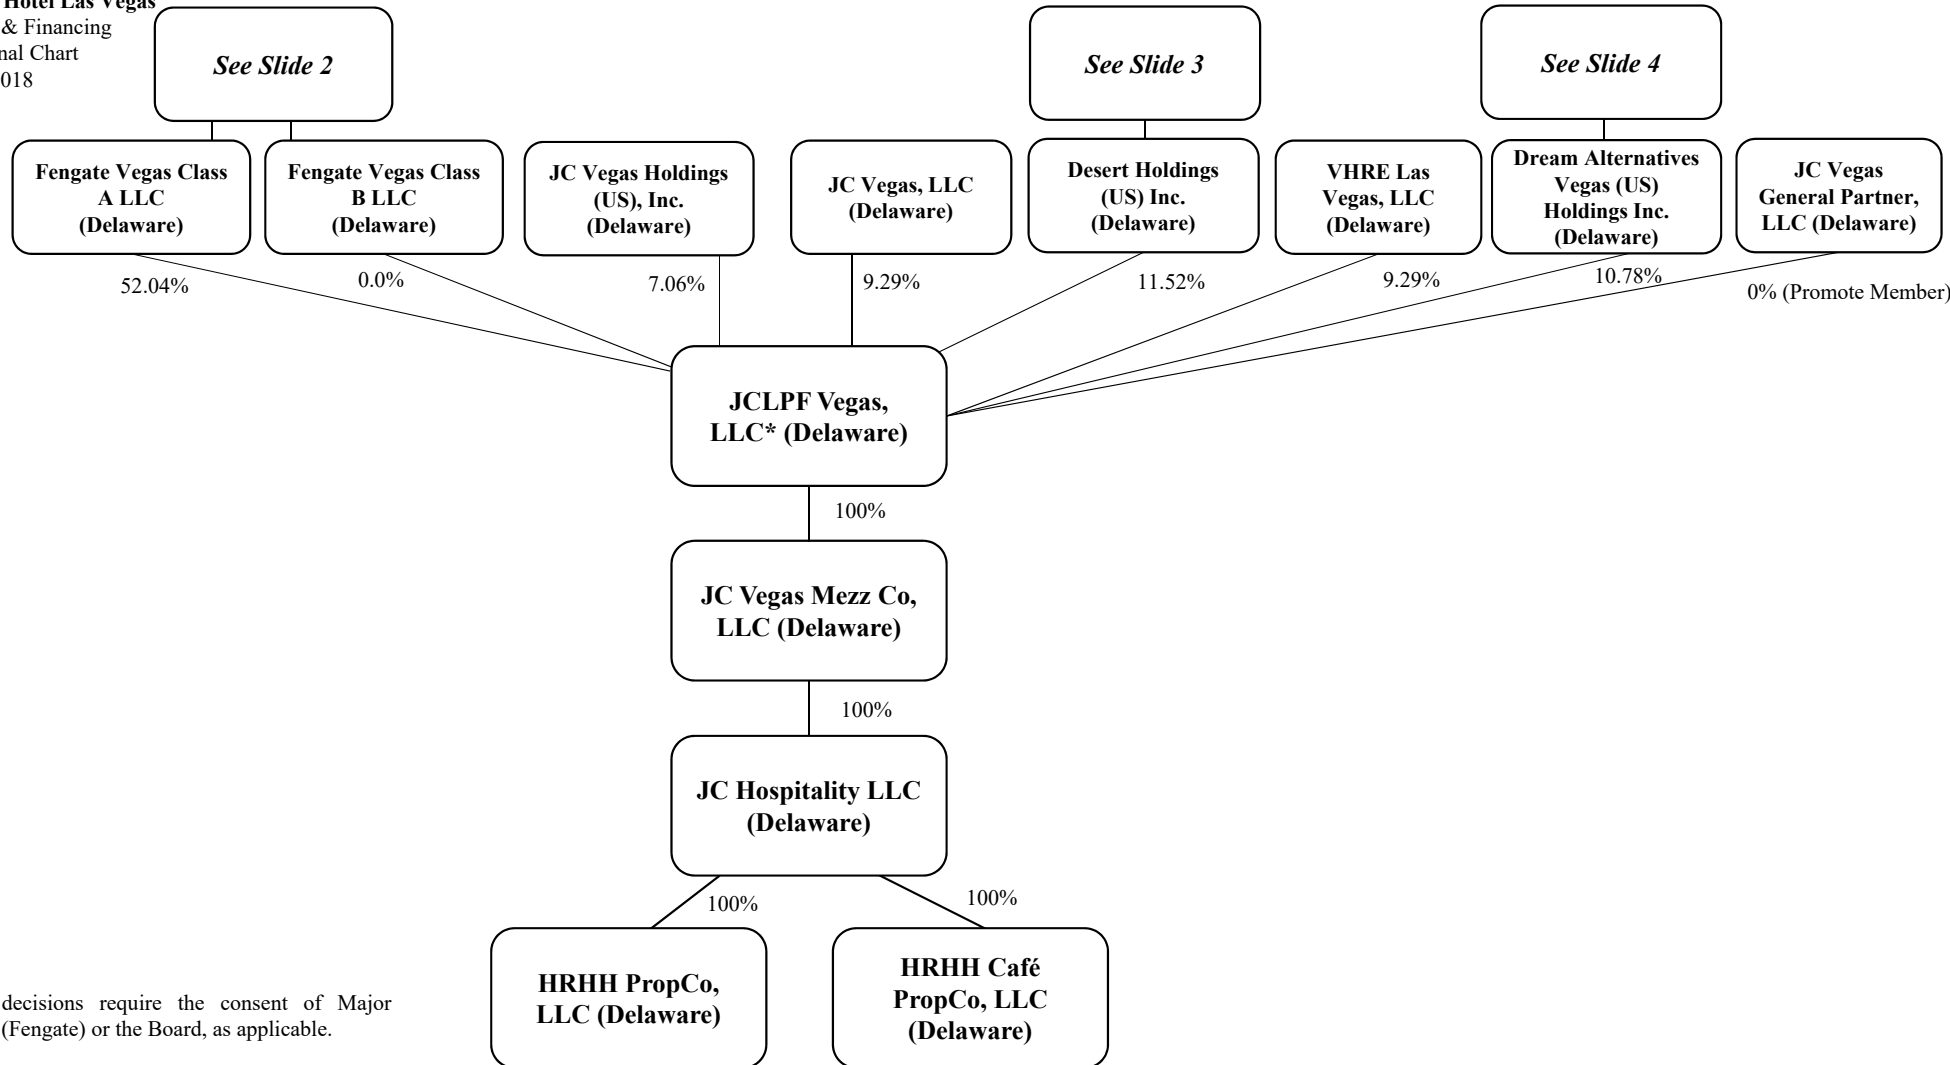 Hotel Las Vegas
& Financing
nal Chart
018
See Slide 2
See Slide 3
See Slide 4
Fengate Vegas Class
A LLC
(Delaware)
Fengate Vegas Class
B LLC
(Delaware)
JC Vegas Holdings
(US), Inc.
(Delaware)
JC Vegas, LLC
(Delaware)
Desert Holdings
(US) Inc.
(Delaware)
VHRE Las
Vegas, LLC
(Delaware)
Dream Alternatives
Vegas (US)
Holdings Inc.
(Delaware)
JC Vegas
General Partner,
LLC (Delaware)
52.04%
0.0%
7.06%
9.29%
11.52%
9.29%
10.78%
0% (Promote Member)
JCLPF Vegas,
LLC* (Delaware)
100%
JC Vegas Mezz Co,
LLC (Delaware)
100%
JC Hospitality LLC
(Delaware)
100%
100%
HRHH PropCo,
LLC (Delaware)
HRHH Café
PropCo, LLC
(Delaware)
decisions require the consent of Major
(Fengate) or the Board, as applicable.